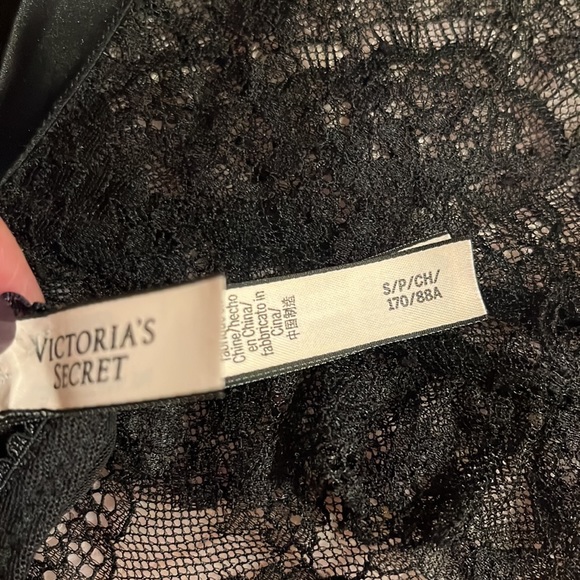 VICTORIA'S
SECRET
Chine/hecho
en China/
fabbricato in
Cina/
中国制造
S/P/CH/
170/88A